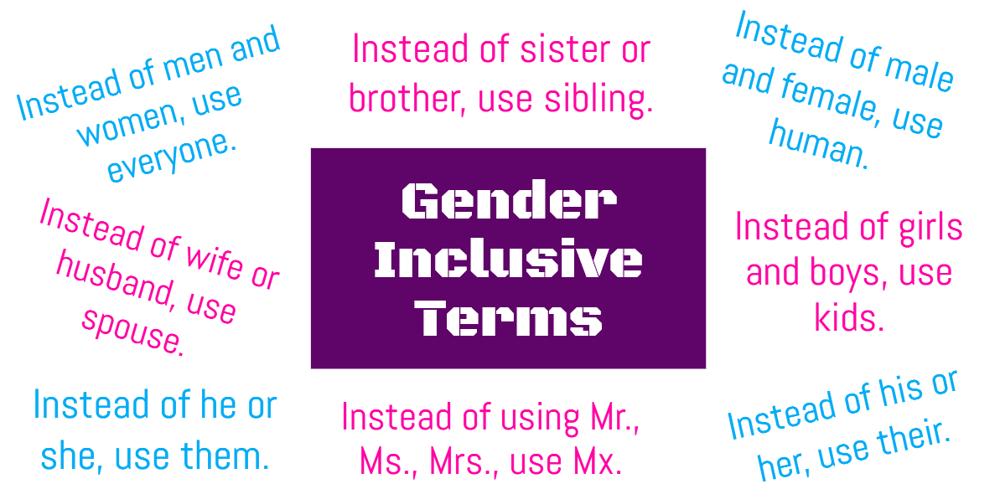 Instead of men and
women, use
everyone.
Instead of sister or
brother, use sibling.
Instead of male
and female, use
human.
Instead of wife or
husband, use
spouse.
Gender
Inclusive
Terms
Instead of girls
and boys, use
kids.
Instead of he or
she, use them.
Instead of using Mr.,
Ms., Mrs., use Mx.
Instead of his or
her, use their.